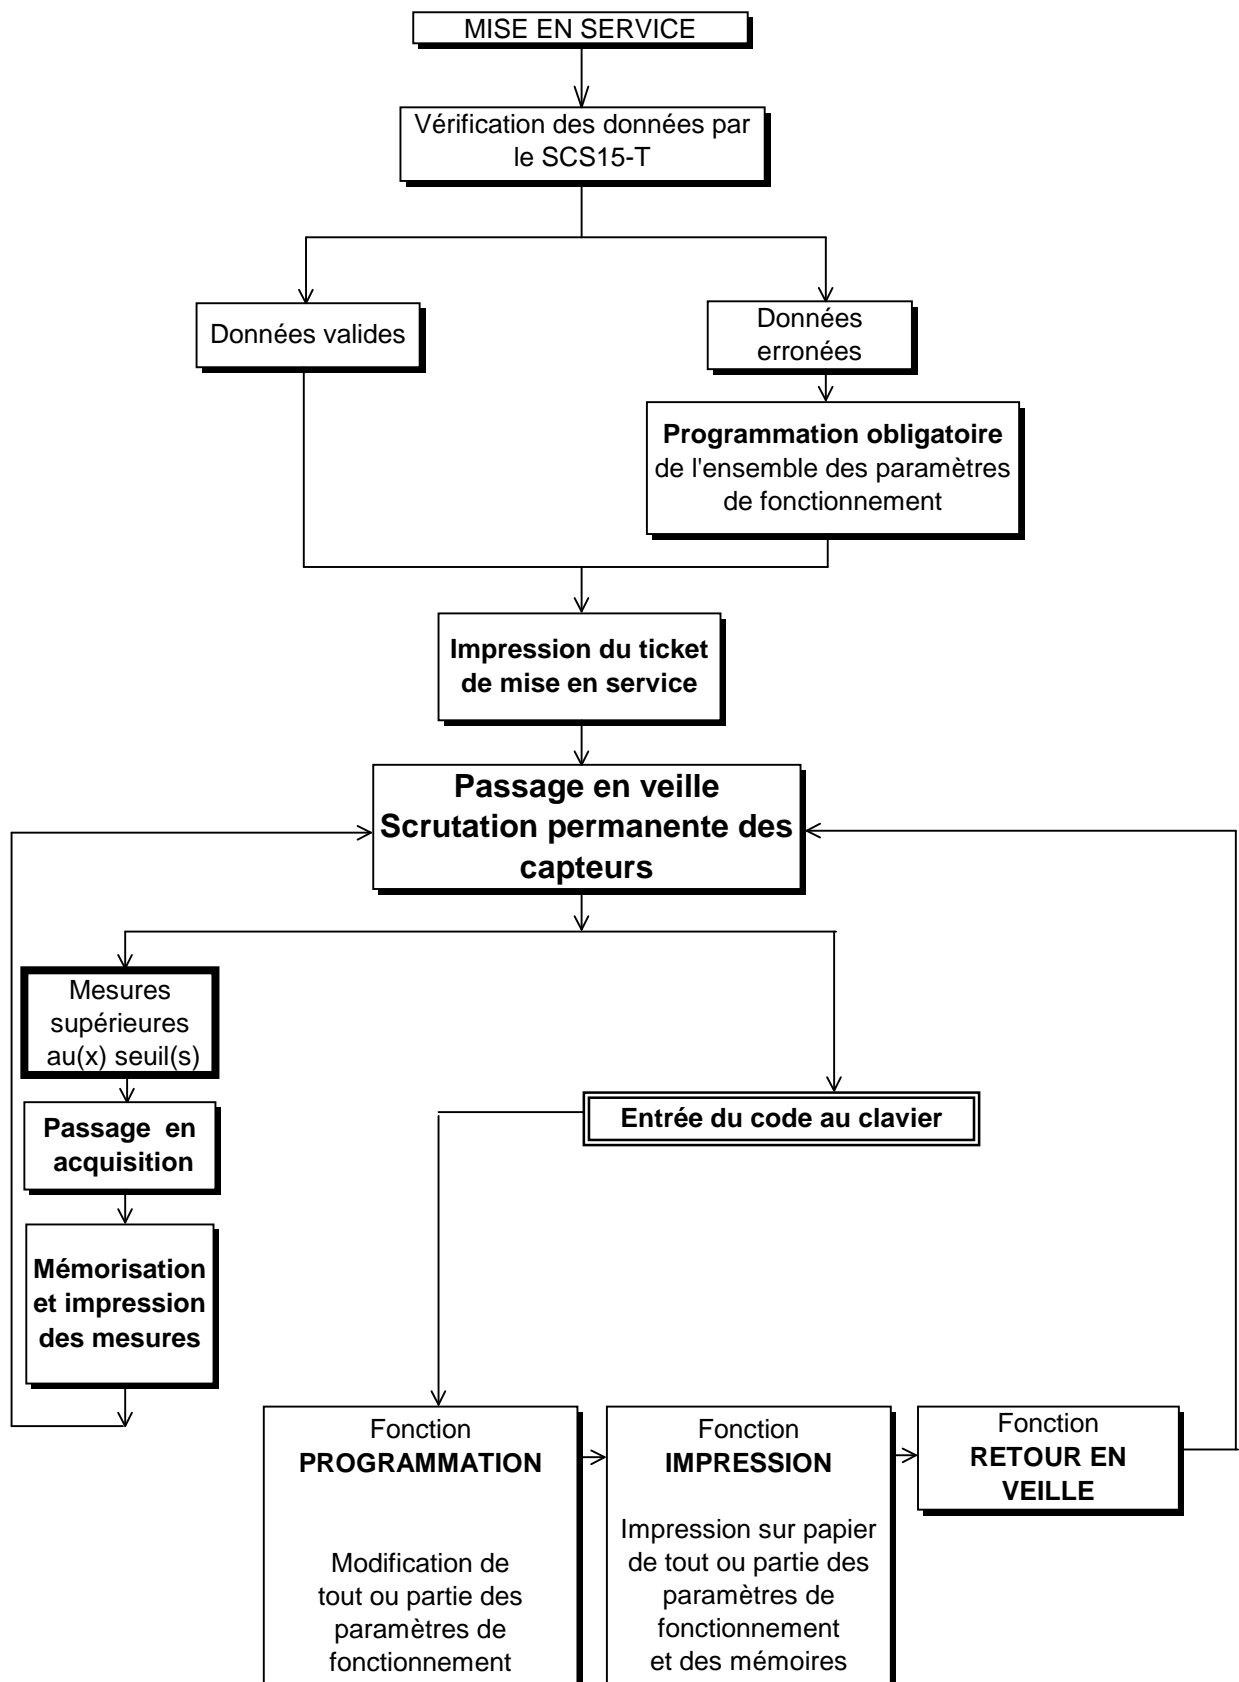 MISE EN SERVICE
Vérification des données par
le SCS15-T
Données valides
Données
erronées
Programmation obligatoire
de l'ensemble des paramètres
de fonctionnement
Impression du ticket
de mise en service
Passage en veille
Scrutation permanente des
capteurs
Mesures
supérieures
au(x) seuil(s)
Passage en
acquisition
Mémorisation
et impression
des mesures
Entrée du code au clavier
Fonction
PROGRAMMATION
Modification de
tout ou partie des
paramètres de
fonctionnement
Fonction
IMPRESSION
Impression sur papier
de tout ou partie des
paramètres de
fonctionnement
et des mémoires
Fonction
RETOUR EN
VEILLE